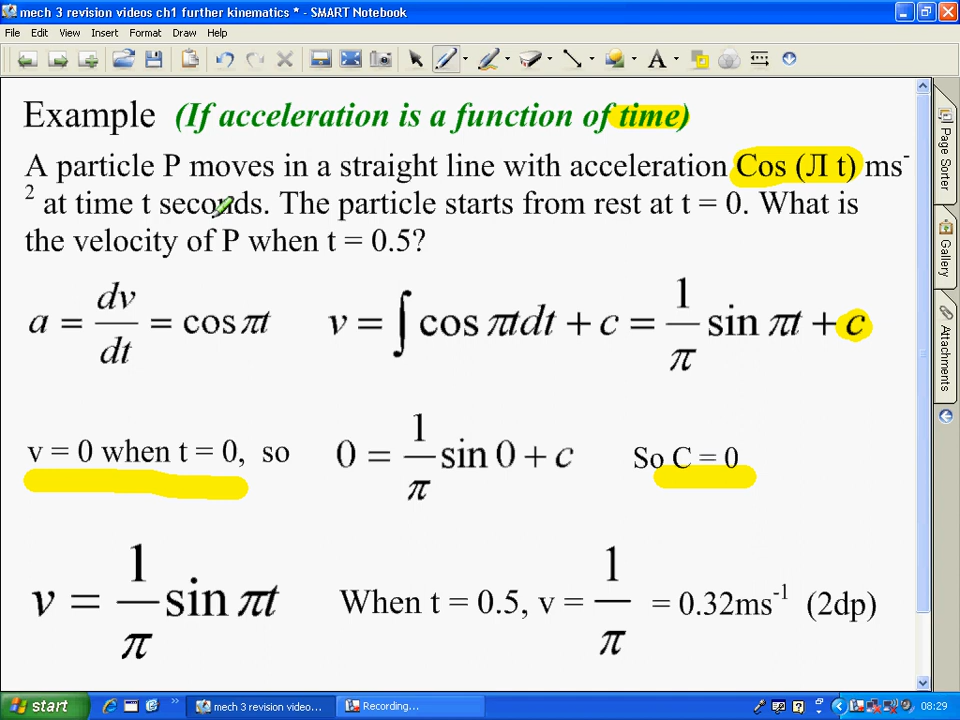 mech 3 revision videos ch1 further kinematics * - SMART Notebook
File Edit View Insert Format Draw Help
Example (If acceleration is a function of time)
A particle P moves in a straight line with acceleration Cos (Л t) ms-
2 at time t seconds. The particle starts from rest at t = 0. What is
the velocity of P when t = 0.5?
a = dv/dt = cos πt v = ∫ cos πtdt + c = 1/π sin πt + c
v = 0 when t = 0, so 0 = 1/π sin 0 + c So C = 0
v = 1/π sin πt When t = 0.5, v = 1/π = 0.32ms-1 (2dp)
Page Sorter
Gallery
Attachments
start mech 3 revision video... Recording... 08:29